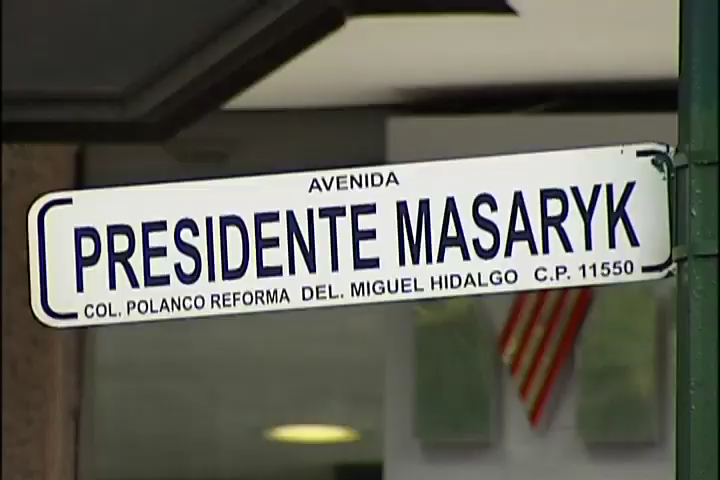 AVENIDA
PRESIDENTE MASARYK
COL. POLANCO REFORMA DEL. MIGUEL HIDALGO C.P. 11550